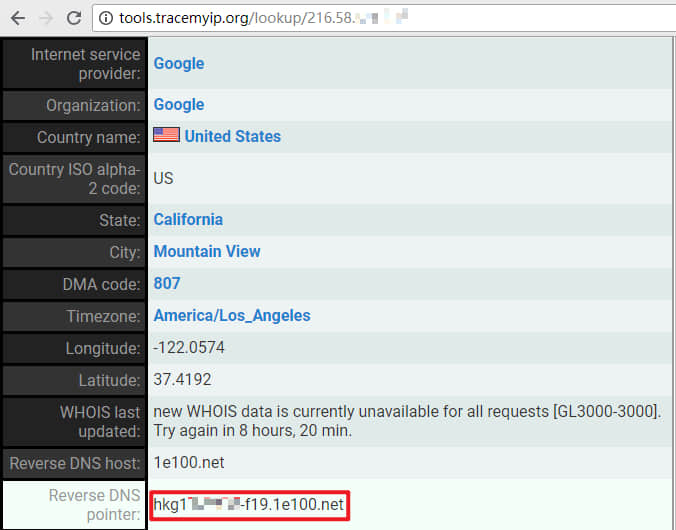 tools.tracemyip.org/lookup/216.58.
Internet service
provider:
Google
Organization:
Google
Country name:
United States
Country ISO alpha-
2 code:
US
State:
California
City:
Mountain View
DMA code:
807
Timezone:
America/Los_Angeles
Longitude:
-122.0574
Latitude:
37.4192
WHOIS last
updated:
new WHOIS data is currently unavailable for all requests [GL3000-3000].
Try again in 8 hours, 20 min.
Reverse DNS host:
1e100.net
Reverse DNS
pointer:
hkg1 -f19.1e100.net